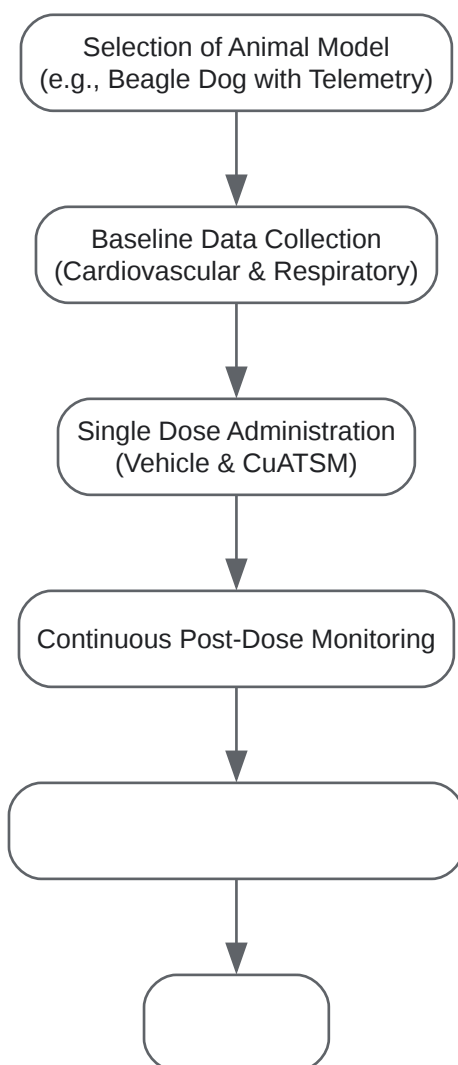 Selection of Animal Model
(e.g., Beagle Dog with Telemetry)
Baseline Data Collection
(Cardiovascular & Respiratory)
Single Dose Administration
(Vehicle & CuATSM)
Continuous Post-Dose Monitoring